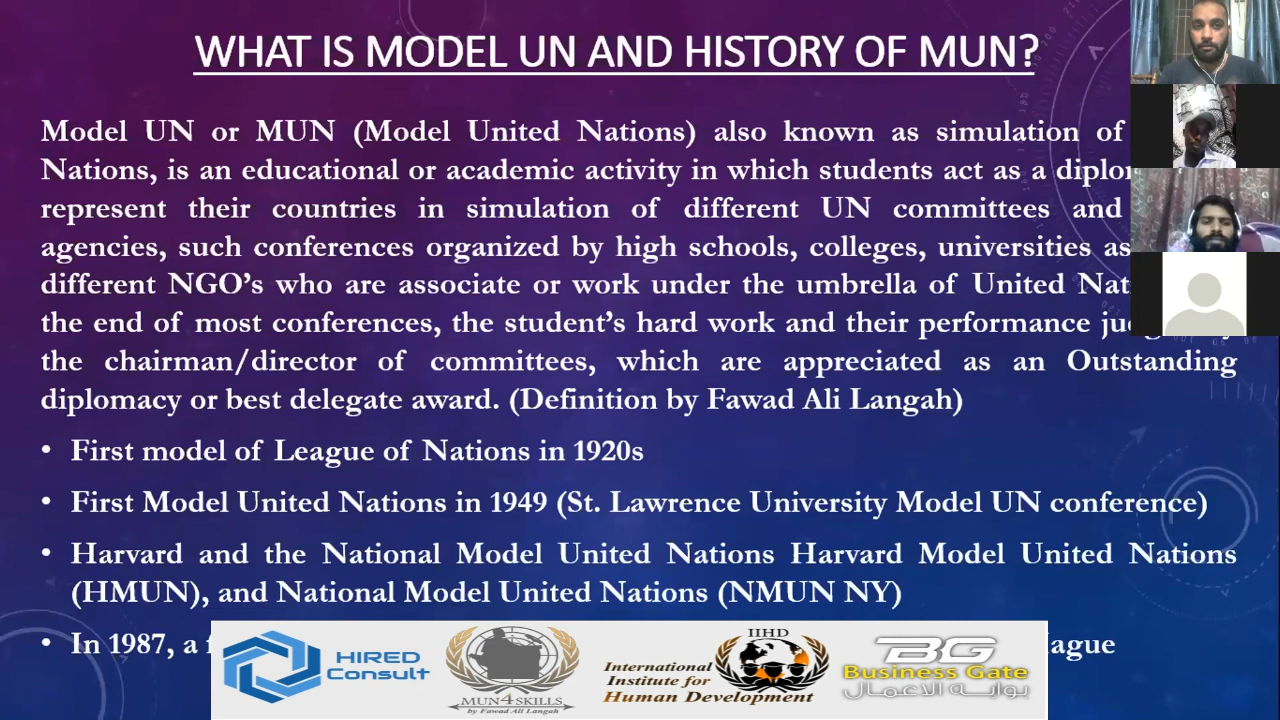 WHAT IS MODEL UN AND HISTORY OF MUN?
Model UN or MUN (Model United Nations) also known as simulation of
Nations, is an educational or academic activity in which students act as a
represent their countries in simulation of different UN committees and
agencies, such conferences organized by high schools, colleges, universities as
different NGO’s who are associate or work under the umbrella of United
the end of most conferences, the student’s hard work and their performance
the chairman/director of committees, which are appreciated as an Outstanding
diplomacy or best delegate award. (Definition by Fawad Ali Langah)
• First model of League of Nations in 1920s
• First Model United Nations in 1949 (St. Lawrence University Model UN conference)
• Harvard and the National Model United Nations Harvard Model United Nations
(HMUN), and National Model United Nations (NMUN NY)
• In 1987, a
HIRED
Consult
MUN4SKILLS
by Fawad Ali Langah
IIHD
International
Institute for
Human Development
BG
Business Gate
بوابة الاعمال